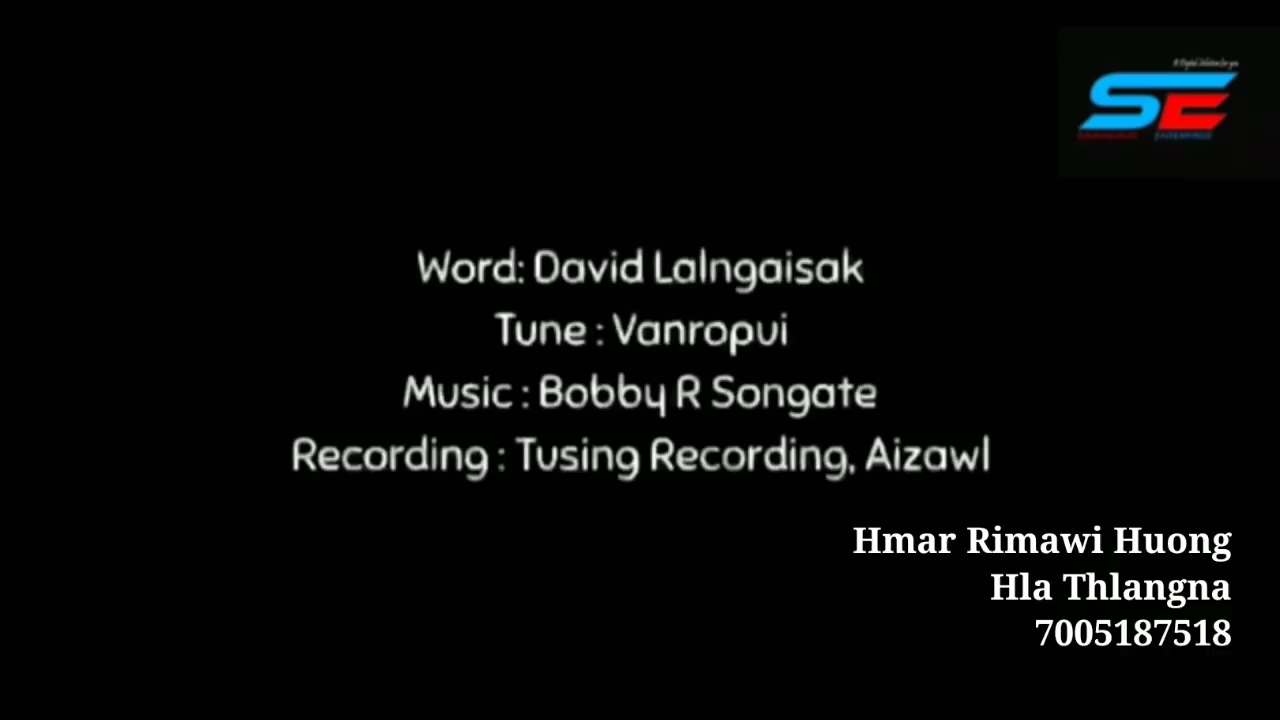 SE
Word: David Lalngaisak
Tune : Vanropui
Music : Bobby R Songate
Recording : Tusing Recording, Aizawl
Hmar Rimawi Huong
Hla Thlangna
7005187518